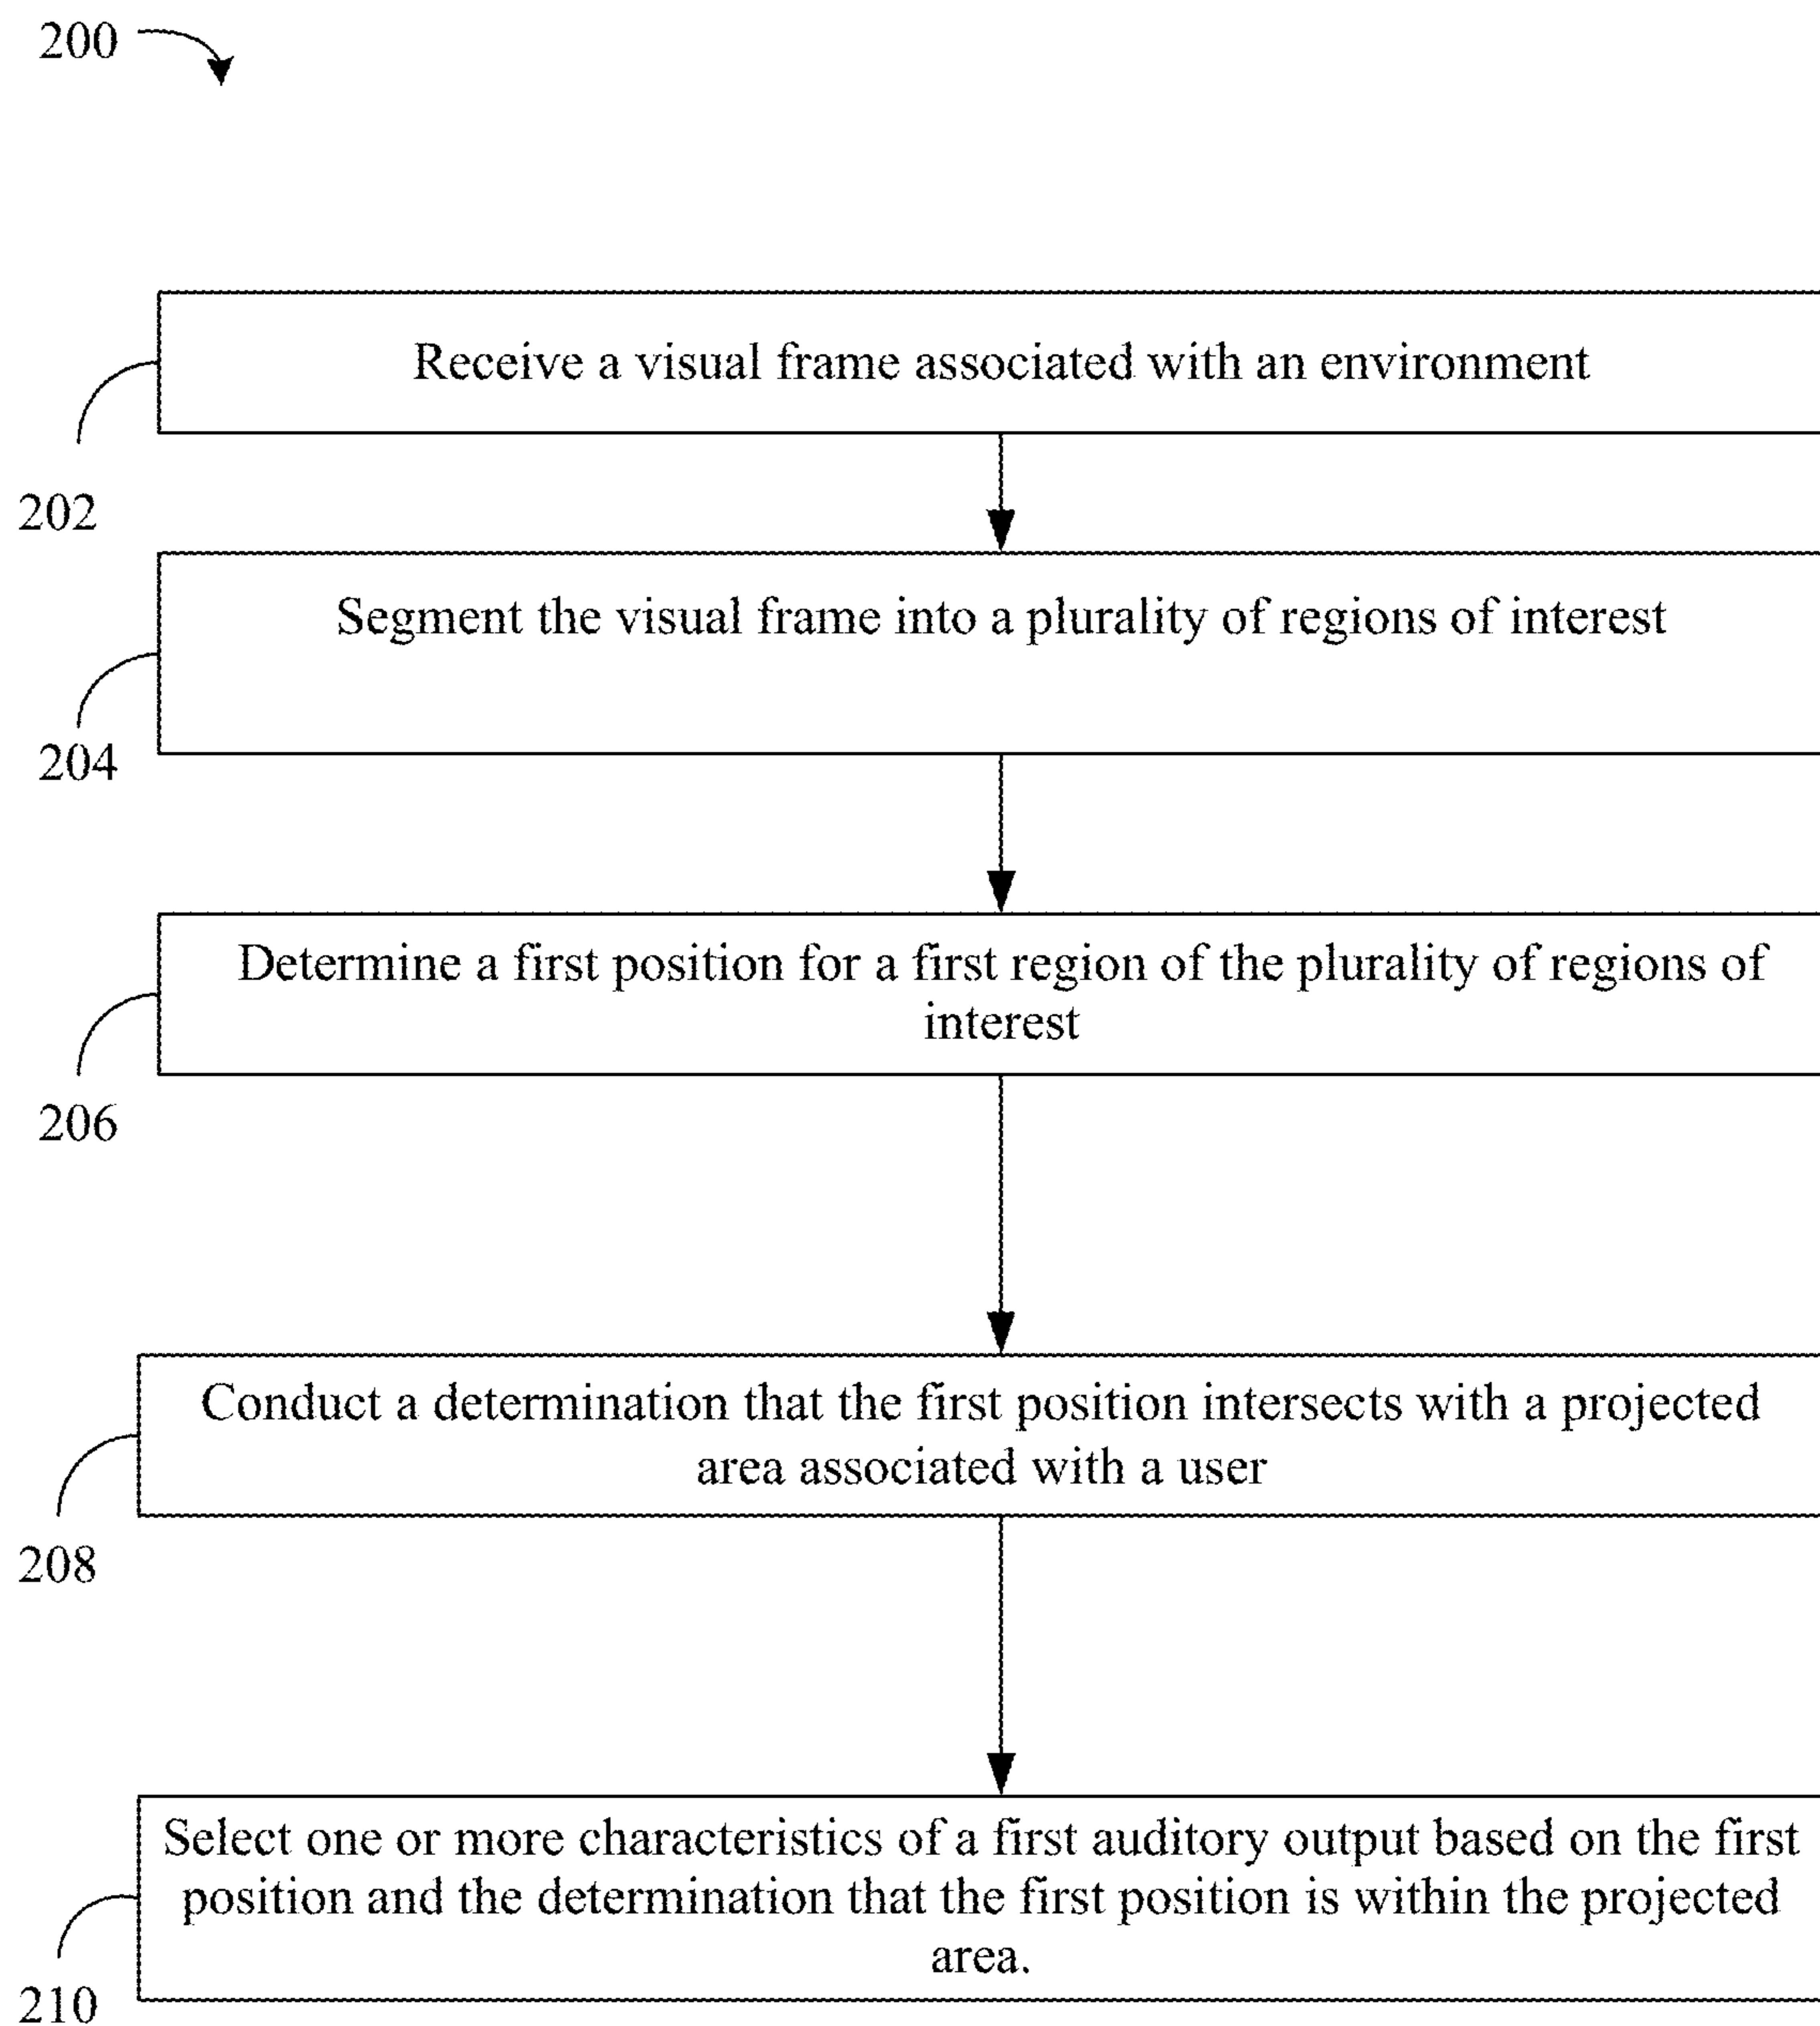 200
Receive a visual frame associated with an environment
202
Segment the visual frame into a plurality of regions of interest
204
Determine a first position for a first region of the plurality of regions of
interest
206
Conduct a determination that the first position intersects with a projected
area associated with a user
208
Select one or more characteristics of a first auditory output based on the first
position and the determination that the first position is within the projected
area.
210